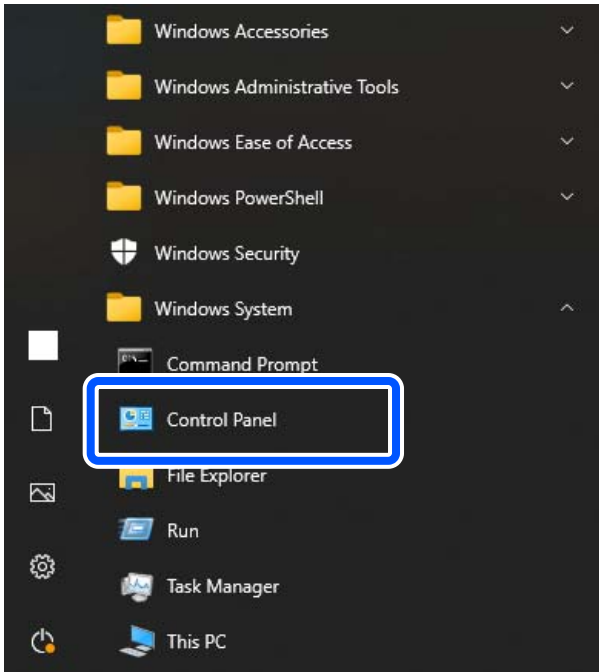 Windows Accessories
Windows Administrative Tools
Windows Ease of Access
Windows PowerShell
Windows Security
Windows System
Command Prompt
Control Panel
File Explorer
Run
Task Manager
This PC